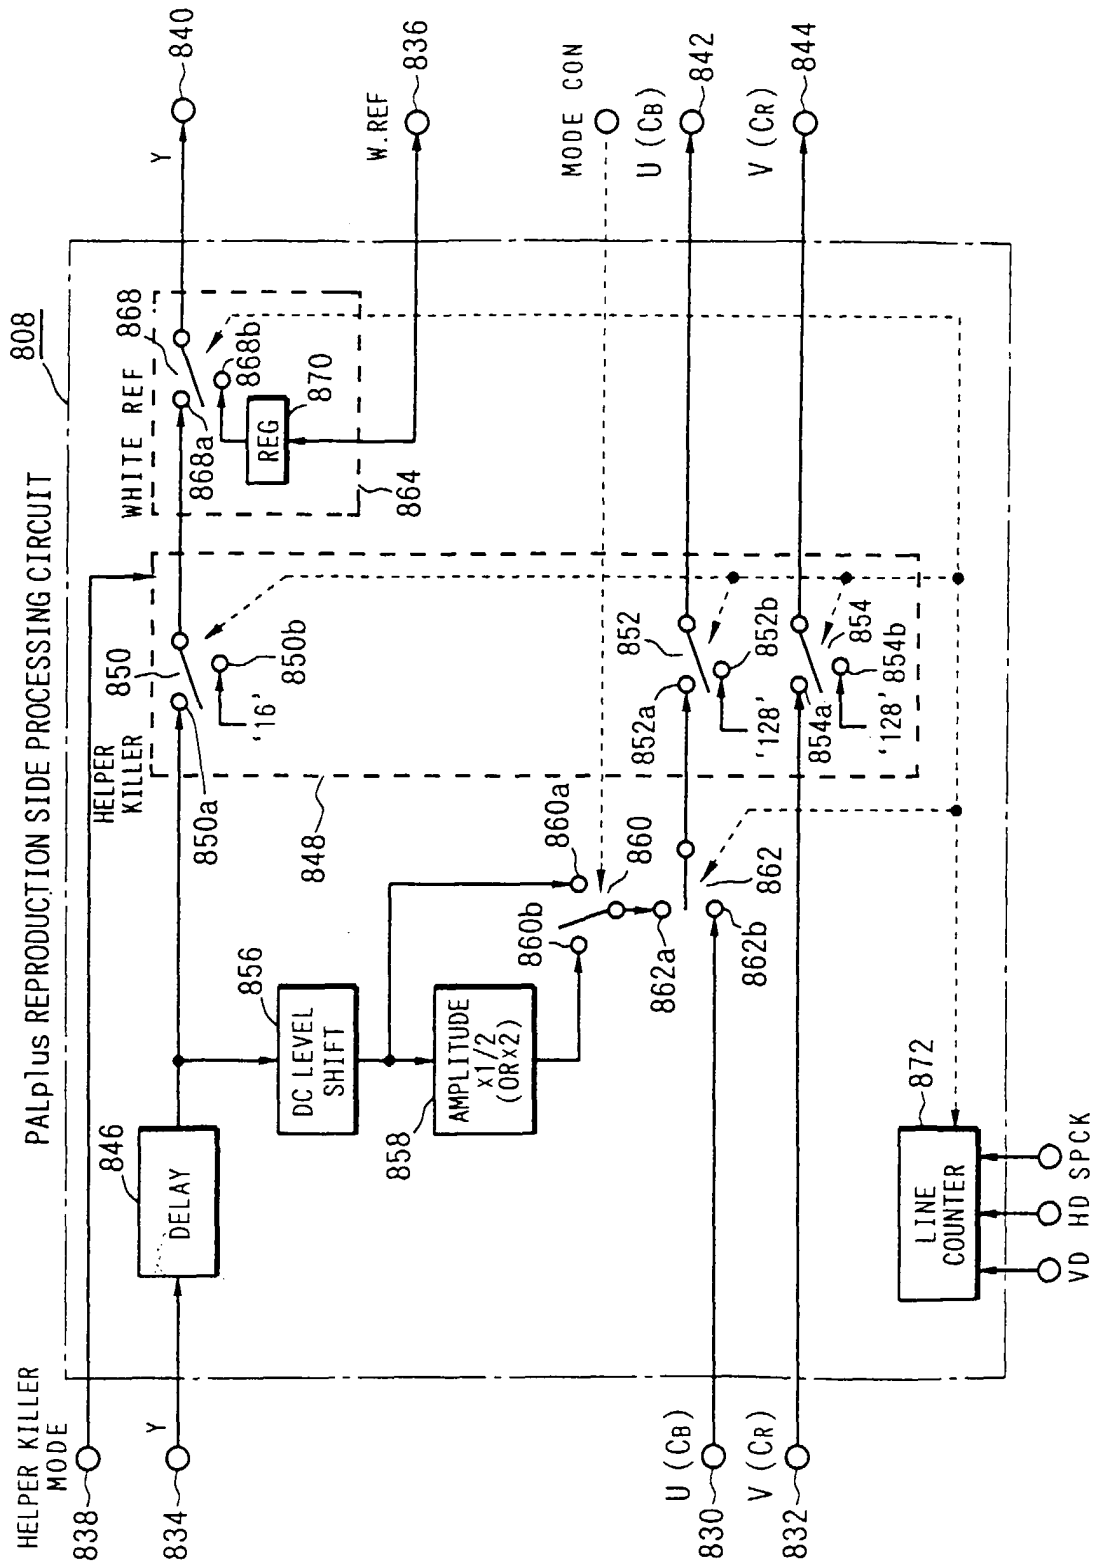 PALplus REPRODUCTION SIDE PROCESSING CIRCUIT
808
HELPER KILLER
MODE
838
Y
834
846
DELAY
HELPER
KILLER
850
850a
850b
'16'
848
WHITE REF
868
868a
868b
870
REG
864
Y
840
W.REF
836
856
DC LEVEL
SHIFT
858
AMPLITUDE
x1/2
(ORx2)
860a
860
860b
862a
862
862b
852
852a
852b
'128'
854
854a
854b
'128'
MODE CON
U (CB)
842
V (CR)
844
U (CB)
830
V (CR)
832
872
LINE
COUNTER
VD
HD
SPCK